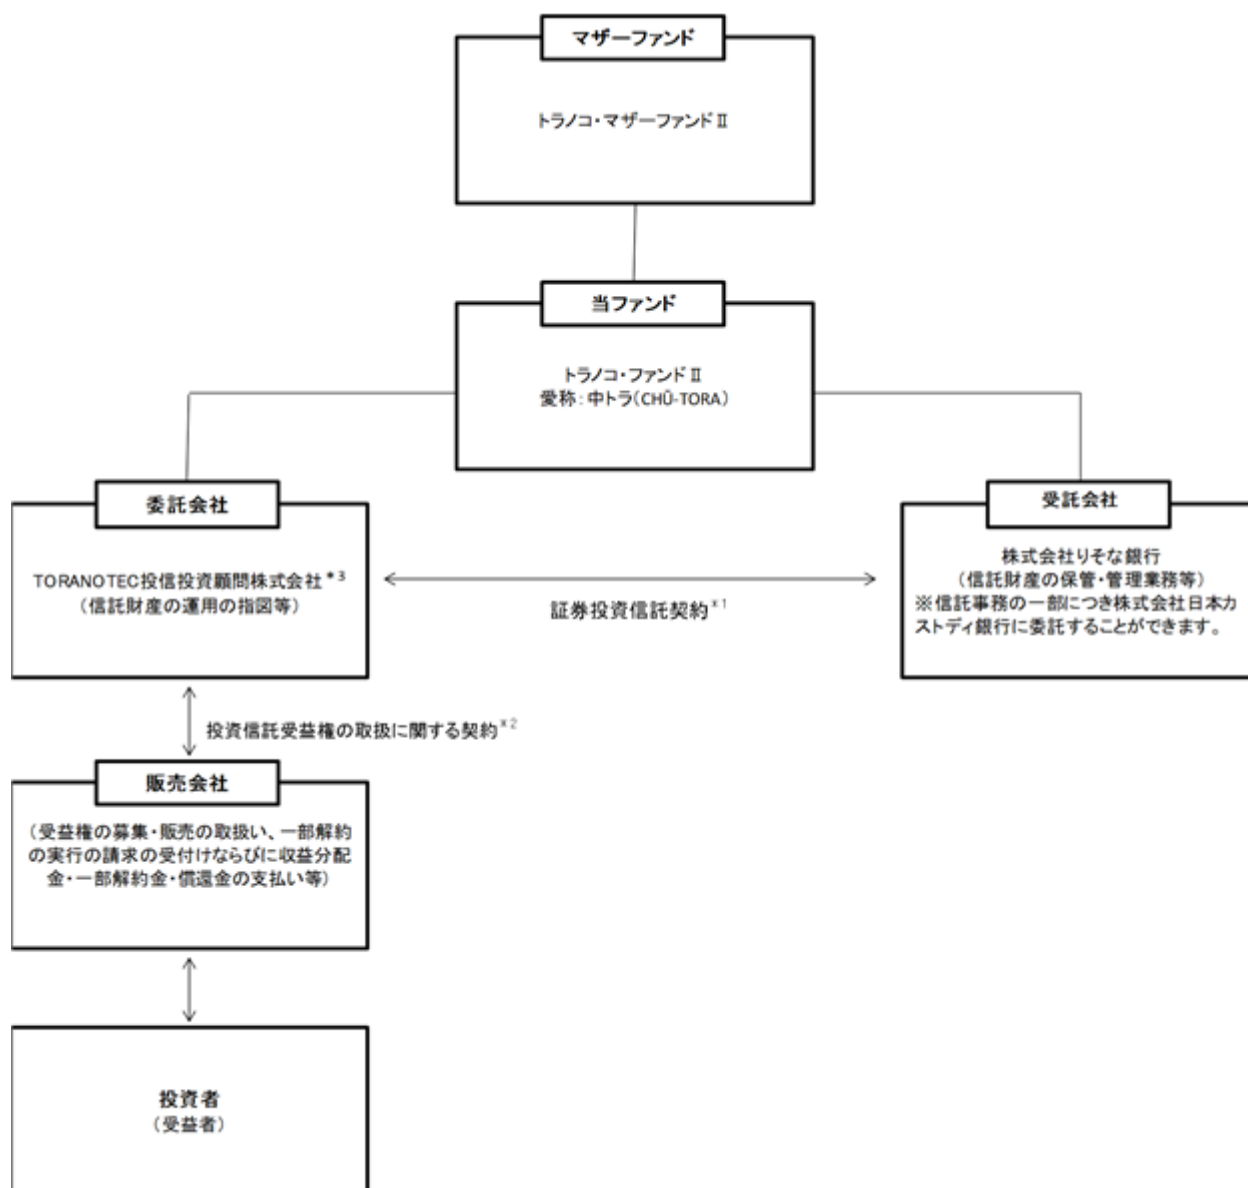 マザーファンド
トラノコ・マザーファンドⅡ
当ファンド
トラノコ・ファンドⅡ
愛称：中トラ（CHŪ-TORA）
委託会社
TORANOTEC投信投資顧問株式会社＊3
（信託財産の運用の指図等）
証券投資信託契約＊1
受託会社
株式会社りそな銀行
（信託財産の保管・管理業務等）
※信託事務の一部につき株式会社日本カ
ストディ銀行に委託することができます。
投資信託受益権の取扱に関する契約＊2
販売会社
（受益権の募集・販売の取扱い、一部解約
の実行の請求の受付けならびに収益分配
金・一部解約金・償還金の支払い等）
投資者
（受益者）